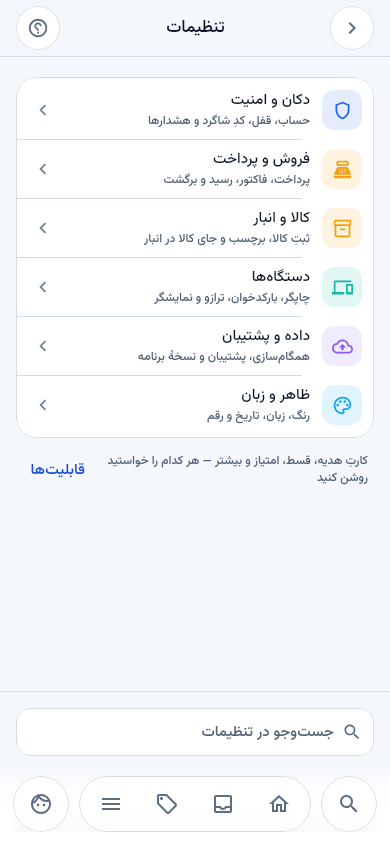 تنظیمات
دکان و امنیت
حساب، قفل، کدِ شاگرد و هشدارها
فروش و پرداخت
پرداخت، فاکتور، رسید و برگشت
کالا و انبار
ثبتِ کالا، برچسب و جای کالا در انبار
دستگاه‌ها
چاپگر، بارکدخوان، ترازو و نمایشگر
داده و پشتیبان
همگام‌سازی، پشتیبان و نسخهٔ برنامه
ظاهر و زبان
رنگ، زبان، تاریخ و رقم
کارتِ هدیه، قسط، امتیاز و بیشتر — هر کدام را خواستید
روشن کنید
قابلیت‌ها
جست‌وجو در تنظیمات